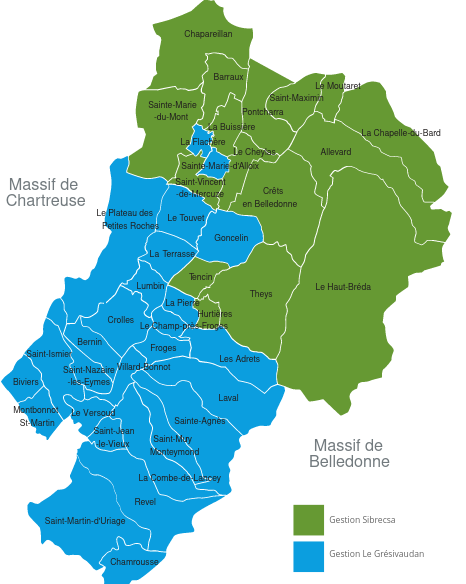 Chapareillan
Barraux
Le Moutaret
Saint-Maximin
Sainte-Marie
-du-Mont
Pontcharra
La Buissière
La Chapelle-du-Bard
La Flachère
Le Cheylas
Allevard
Sainte-Marie-d'Alloix
Saint-Vincent
-de-Mercuze
Crêts
en Belledonne
Massif de
Chartreuse
Le Plateau des
Petites Roches
Le Touvet
Goncelin
La Terrasse
Tencin
Lumbin
Theys
Le Haut-Bréda
La Pierre
Hurtières
Crolles
Le Champ-près-Froges
Bernin
Froges
Saint-Ismier
Les Adrets
Saint-Nazaire
-les-Eymes
Villard-Bonnot
Biviers
Laval
Montbonnot
St-Martin
Le Versoud
Sainte-Agnès
Saint-Jean
-le-Vieux
Saint-Muy
Monteymond
Massif de
Belledonne
La Combe-de-Lancey
Revel
Saint-Martin-d'Uriage
Chamrousse
Gestion Sibrecsa
Gestion Le Grésivaudan